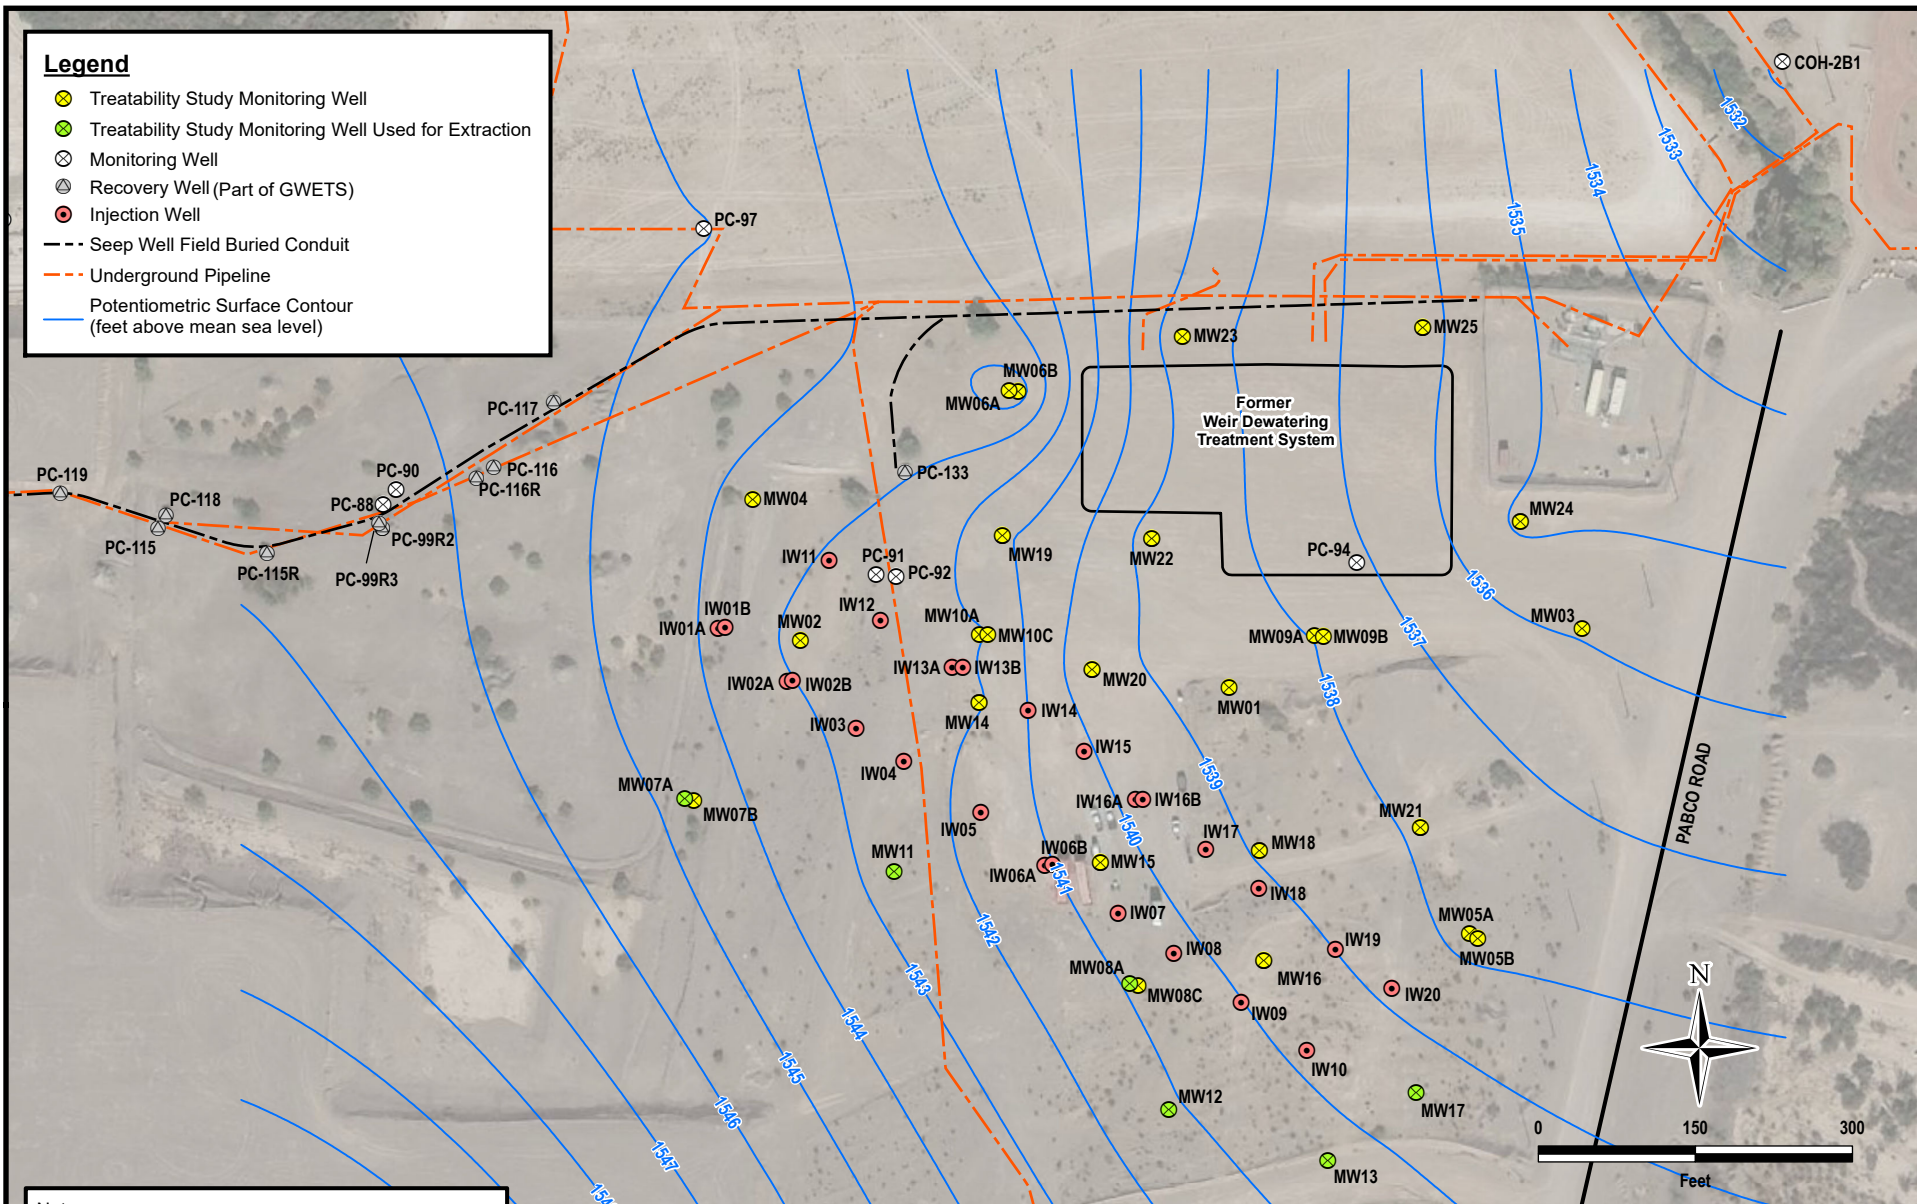 Legend
Treatability Study Monitoring Well
Treatability Study Monitoring Well Used for Extraction
Monitoring Well
Recovery Well (Part of GWETS)
Injection Well
Seep Well Field Buried Conduit
Underground Pipeline
Potentiometric Surface Contour
(feet above mean sea level)
COH-2B1
1532
1533
1534
1535
PC-97
MW23
MW25
MW06B
MW06A
Former
Weir Dewatering
Treatment System
PC-117
PC-116
PC-116R
PC-133
PC-119
PC-90
PC-88
PC-118
PC-115
PC-99R2
PC-115R
PC-99R3
MW04
MW19
MW22
MW24
PC-94
IW11
PC-91
PC-92
1536
IW01B
IW01A
MW02
IW12
MW10A
MW10C
MW09A
MW09B
MW03
1537
IW13A
IW13B
IW02A
IW02B
MW20
MW01
1538
IW03
MW14
IW14
IW15
IW04
1539
PABCO ROAD
MW07A
MW07B
IW05
IW16A
IW16B
1540
IW17
MW21
MW18
IW06B
IW06A
MW15
1541
MW11
IW18
IW07
1542
MW05A
MW05B
IW19
IW08
MW08A
MW08C
MW16
IW20
1543
IW09
N
1544
IW10
1545
MW12
MW17
1546
0
150
300
Feet
1547
MW13